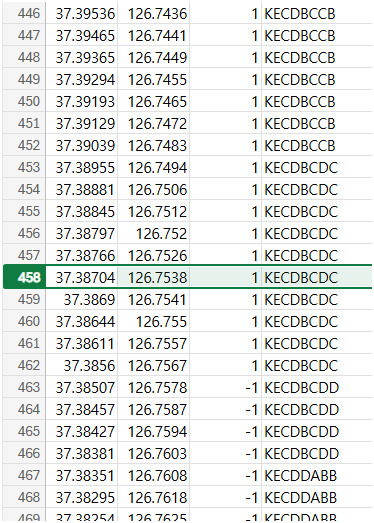 446 37.39536 126.7436 1 KECDBCCB
447 37.39465 126.7441 1 KECDBCCB
448 37.39365 126.7449 1 KECDBCCB
449 37.39294 126.7455 1 KECDBCCB
450 37.39193 126.7465 1 KECDBCCB
451 37.39129 126.7472 1 KECDBCCB
452 37.39039 126.7483 1 KECDBCCB
453 37.38955 126.7494 1 KECDBCDC
454 37.38881 126.7506 1 KECDBCDC
455 37.38845 126.7512 1 KECDBCDC
456 37.38797 126.752 1 KECDBCDC
457 37.38766 126.7526 1 KECDBCDC
458 37.38704 126.7538 1 KECDBCDC
459 37.3869 126.7541 1 KECDBCDC
460 37.38644 126.755 1 KECDBCDC
461 37.38611 126.7557 1 KECDBCDC
462 37.3856 126.7567 1 KECDBCDC
463 37.38507 126.7578 -1 KECDBCDD
464 37.38457 126.7587 -1 KECDBCDD
465 37.38427 126.7594 -1 KECDBCDD
466 37.38381 126.7603 -1 KECDBCDD
467 37.38351 126.7608 -1 KECDDABB
468 37.38295 126.7618 -1 KECDDABB
469 37.38254 126.7625 -1 KECDDABB